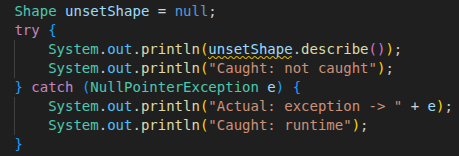 Shape unsetShape = null;
try {
    System.out.println(unsetShape.describe());
    System.out.println("Caught: not caught");
} catch (NullPointerException e) {
    System.out.println("Actual: exception -> " + e);
    System.out.println("Caught: runtime");
}